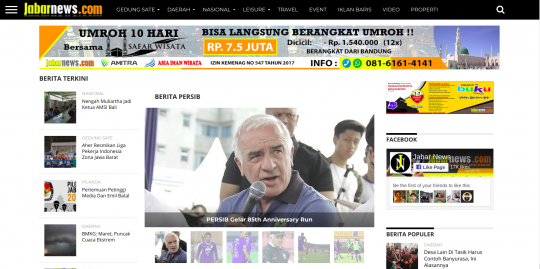 Jabarnews.com
GEDUNG SATE
DAERAH
NASIONAL
LEISURE
TRAVEL
EVENT
IKLAN BARIS
VIDEO
PROPERTI
UMROH 10 HARI
Bersama SAFAR WISATA
BISA LANGSUNG BERANGKAT UMROH !!
RP. 7.5 JUTA
Dicicil: - Rp. 1.540.000 (12x)
BERANGKAT DARI BANDUNG
Jabarnews.com
AMITRA
ASIA DUNIA WISATA
IZIN KEMENAG NO 547 TAHUN 2017
INFO :
081-6161-4141
BERITA TERKINI
NASIONAL
Nengah Muliartha jadi
Ketua AMSI Bali
GEDUNG SATE
Aher Resmikan Liga
Pekerja Indonesia
Zona Jawa Barat
PILKADA
Pertemuan Petinggi
Media Dan Emil Batal
DAERAH
BMKG: Maret, Puncak
Cuaca Ekstrem
BERITA PERSIB
PERSIB Gelar 85th Anniversary Run
buku
FACEBOOK
Jabar News
Like Page
17K likes
Be the first of your friends to like this
BERITA POPULER
DAERAH
Desa Lain Di Tasik Harus
Contoh Banyurasa, Ini
Alasannya